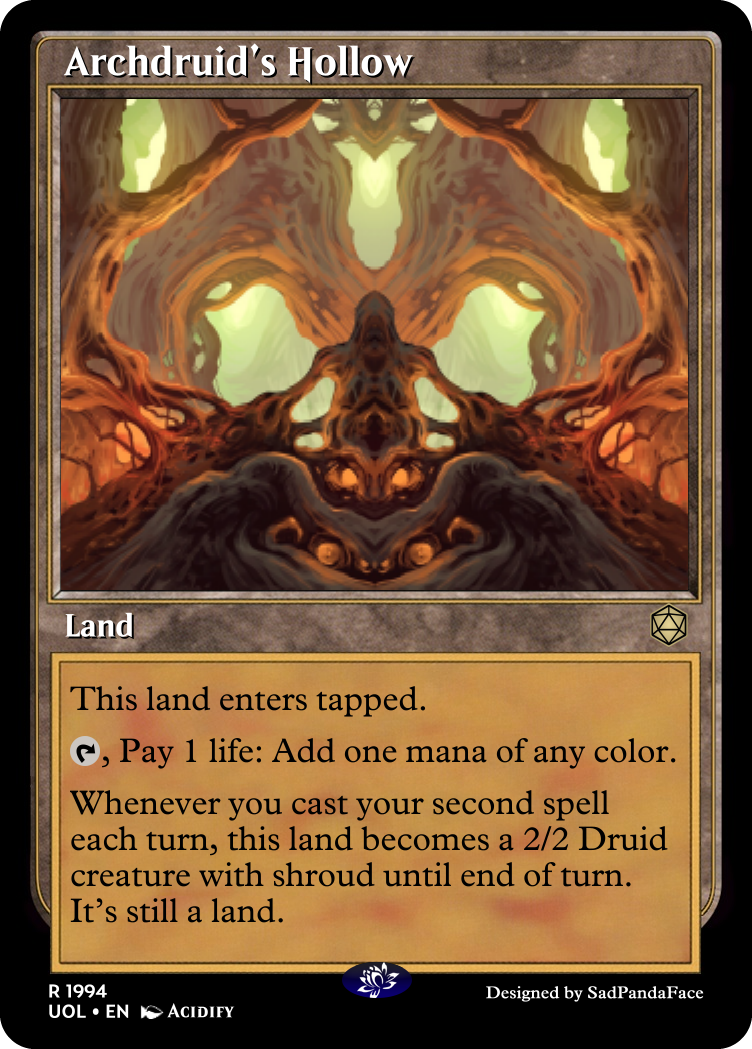 Archdruid's Hollow
Land
This land enters tapped.
, Pay 1 life: Add one mana of any color.
Whenever you cast your second spell
each turn, this land becomes a 2/2 Druid
creature with shroud until end of turn.
It's still a land.
R 1994
UOL • EN Acidify
Designed by SadPandaFace